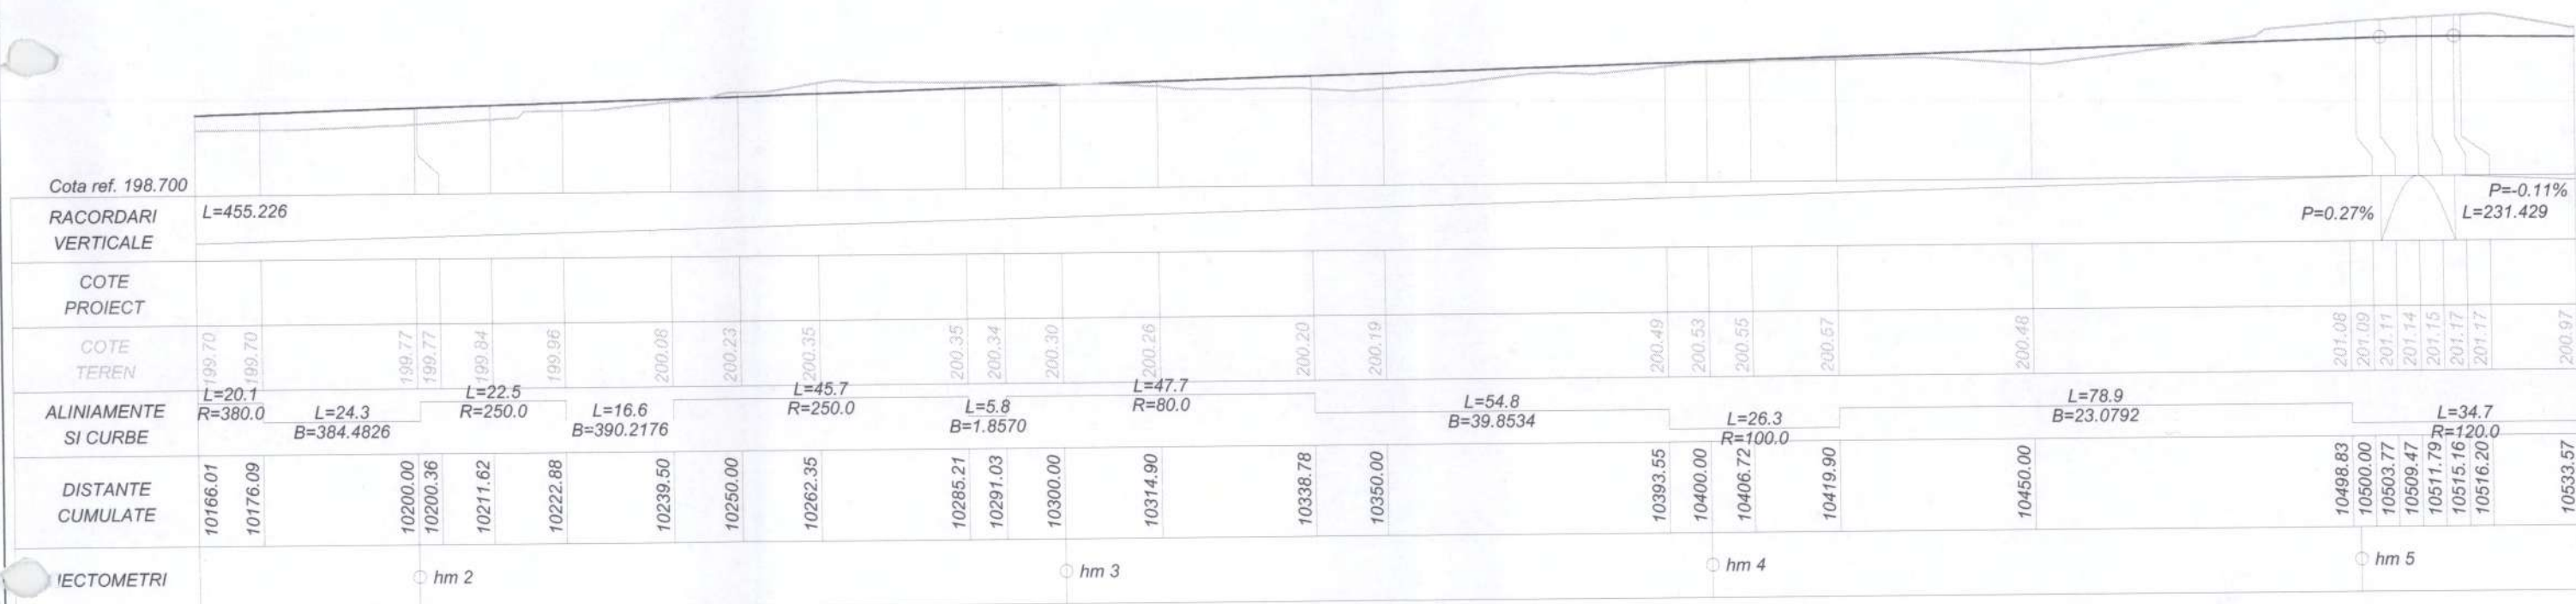 Cota ref. 198.700
RACORDARI
VERTICALE
L=455.226
P=0.27%
P=-0.11%
L=231.429
COTE
PROIECT
COTE
TEREN
199.70
199.70
199.77
199.77
199.84
199.96
200.08
200.23
200.35
200.35
200.34
200.30
200.26
200.20
200.19
200.49
200.53
200.55
200.57
200.48
201.08
201.09
201.11
201.14
201.15
201.17
201.17
200.97
ALINIAMENTE
SI CURBE
L=20.1
R=380.0
L=24.3
B=384.4826
L=22.5
R=250.0
L=16.6
B=390.2176
L=45.7
R=250.0
L=5.8
B=1.8570
L=47.7
R=80.0
L=54.8
B=39.8534
L=26.3
R=100.0
L=78.9
B=23.0792
L=34.7
R=120.0
DISTANTE
CUMULATE
10166.01
10176.09
10200.00
10200.36
10211.62
10222.88
10239.50
10250.00
10262.35
10285.21
10291.03
10300.00
10314.90
10338.78
10350.00
10393.55
10400.00
10406.72
10419.90
10450.00
10498.83
10500.00
10503.77
10509.47
10511.79
10515.16
10516.20
10533.57
IECTOMETRI
hm 2
hm 3
hm 4
hm 5